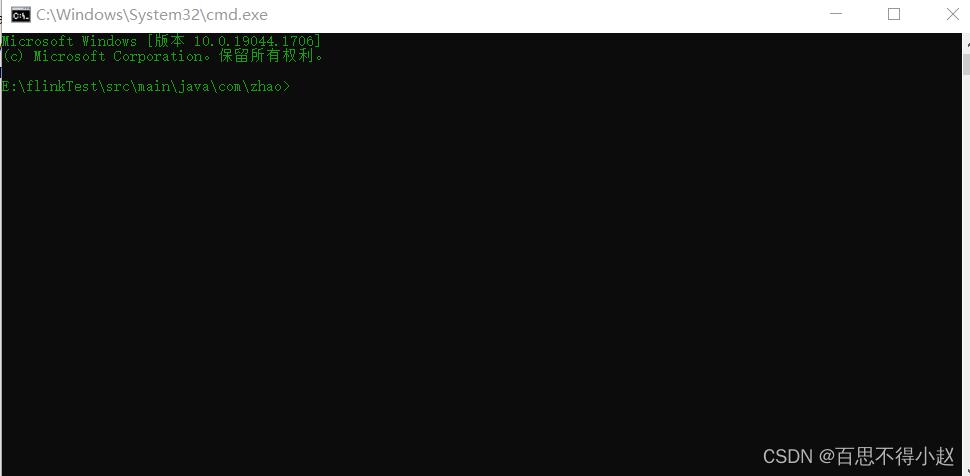 C:\Windows\System32\cmd.exe
Microsoft Windows [版本 10.0.19044.1706]
(c) Microsoft Corporation。保留所有权利。
E:\flinkTest\src\main\java\com\zhao>
CSDN @百思不得小赵